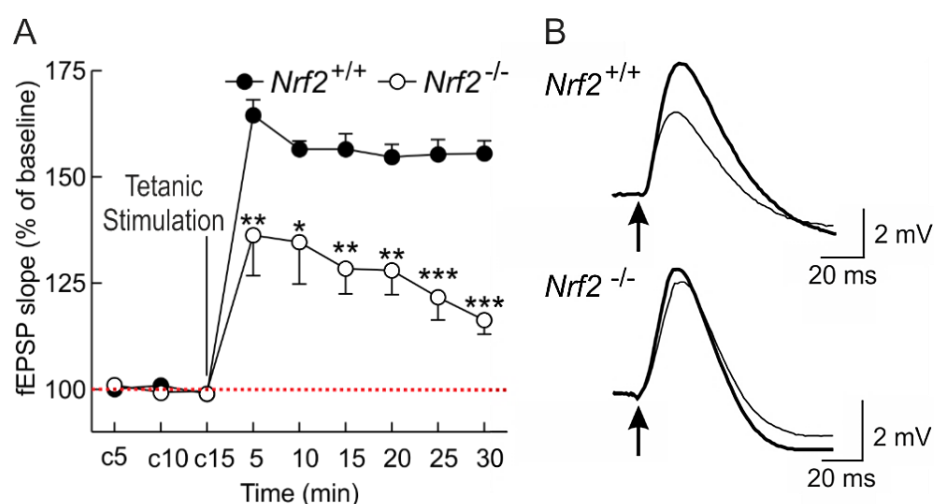 A
175
Nrf2+/+ Nrf2-/-
150
Tetanic
Stimulation
** * ** ** *** ***
125
100
fEPSP slope (% of baseline)
c5 c10 c15 5 10 15 20 25 30
Time (min)
B
Nrf2+/+
2 mV
20 ms
Nrf2 -/-
2 mV
20 ms